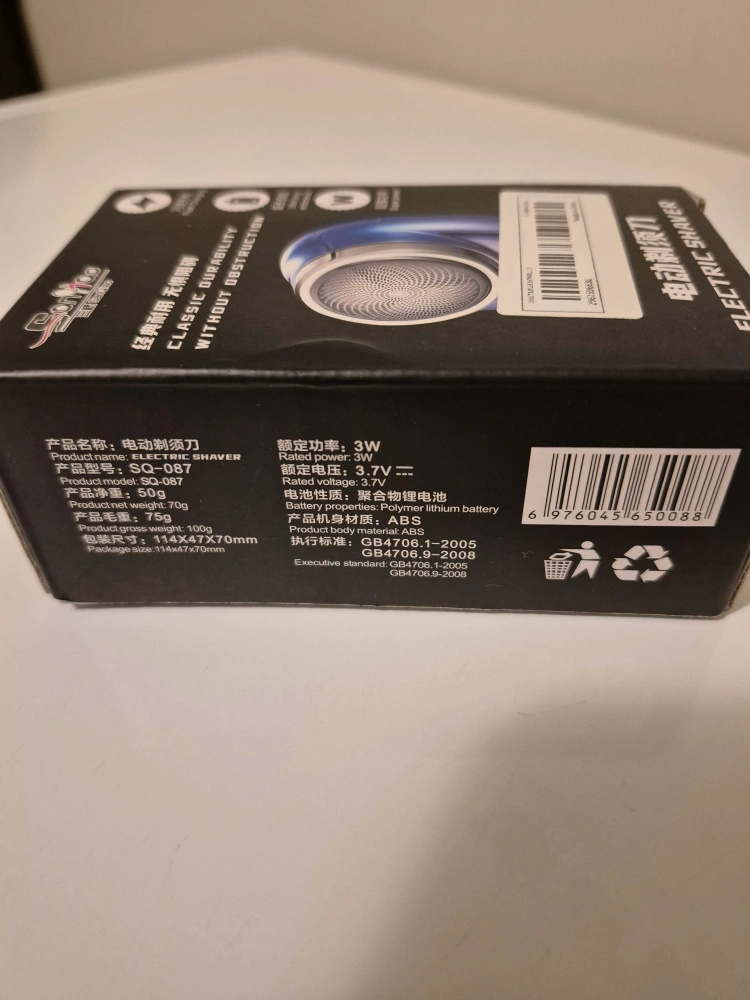 经典耐用 无惧阻碍
CLASSIC DURABILITY
WITHOUT OBSTRUCTION
电动剃须刀
ELECTRIC SHAVER
产品名称：电动剃须刀
Product name: ELECTRIC SHAVER
产品型号：SQ-087
Product model: SQ-087
产品净重：50g
Product net weight: 70g
产品毛重：75g
Product gross weight: 100g
包装尺寸：114X47X70mm
Package size:114x47x70mm
额定功率：3W
Rated power: 3W
额定电压：3.7V
Rated voltage: 3.7V
电池性质：聚合物锂电池
Battery properties: Polymer lithium battery
产品机身材质：ABS
Product body material: ABS
执行标准：GB4706.1-2005
GB4706.9-2008
Executive standard: GB4706.1-2005
GB4706.9-2008
6 976045 650088